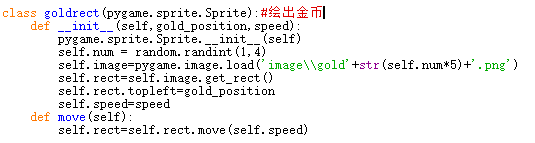 class goldrect(pygame.sprite.Sprite):#绘出金币
    def __init__(self,gold_position,speed):
        pygame.sprite.Sprite.__init__(self)
        self.num = random.randint(1,4)
        self.image=pygame.image.load('image\\gold'+str(self.num*5)+'.png')
        self.rect=self.image.get_rect()
        self.rect.topleft=gold_position
        self.speed=speed
    def move(self):
        self.rect=self.rect.move(self.speed)